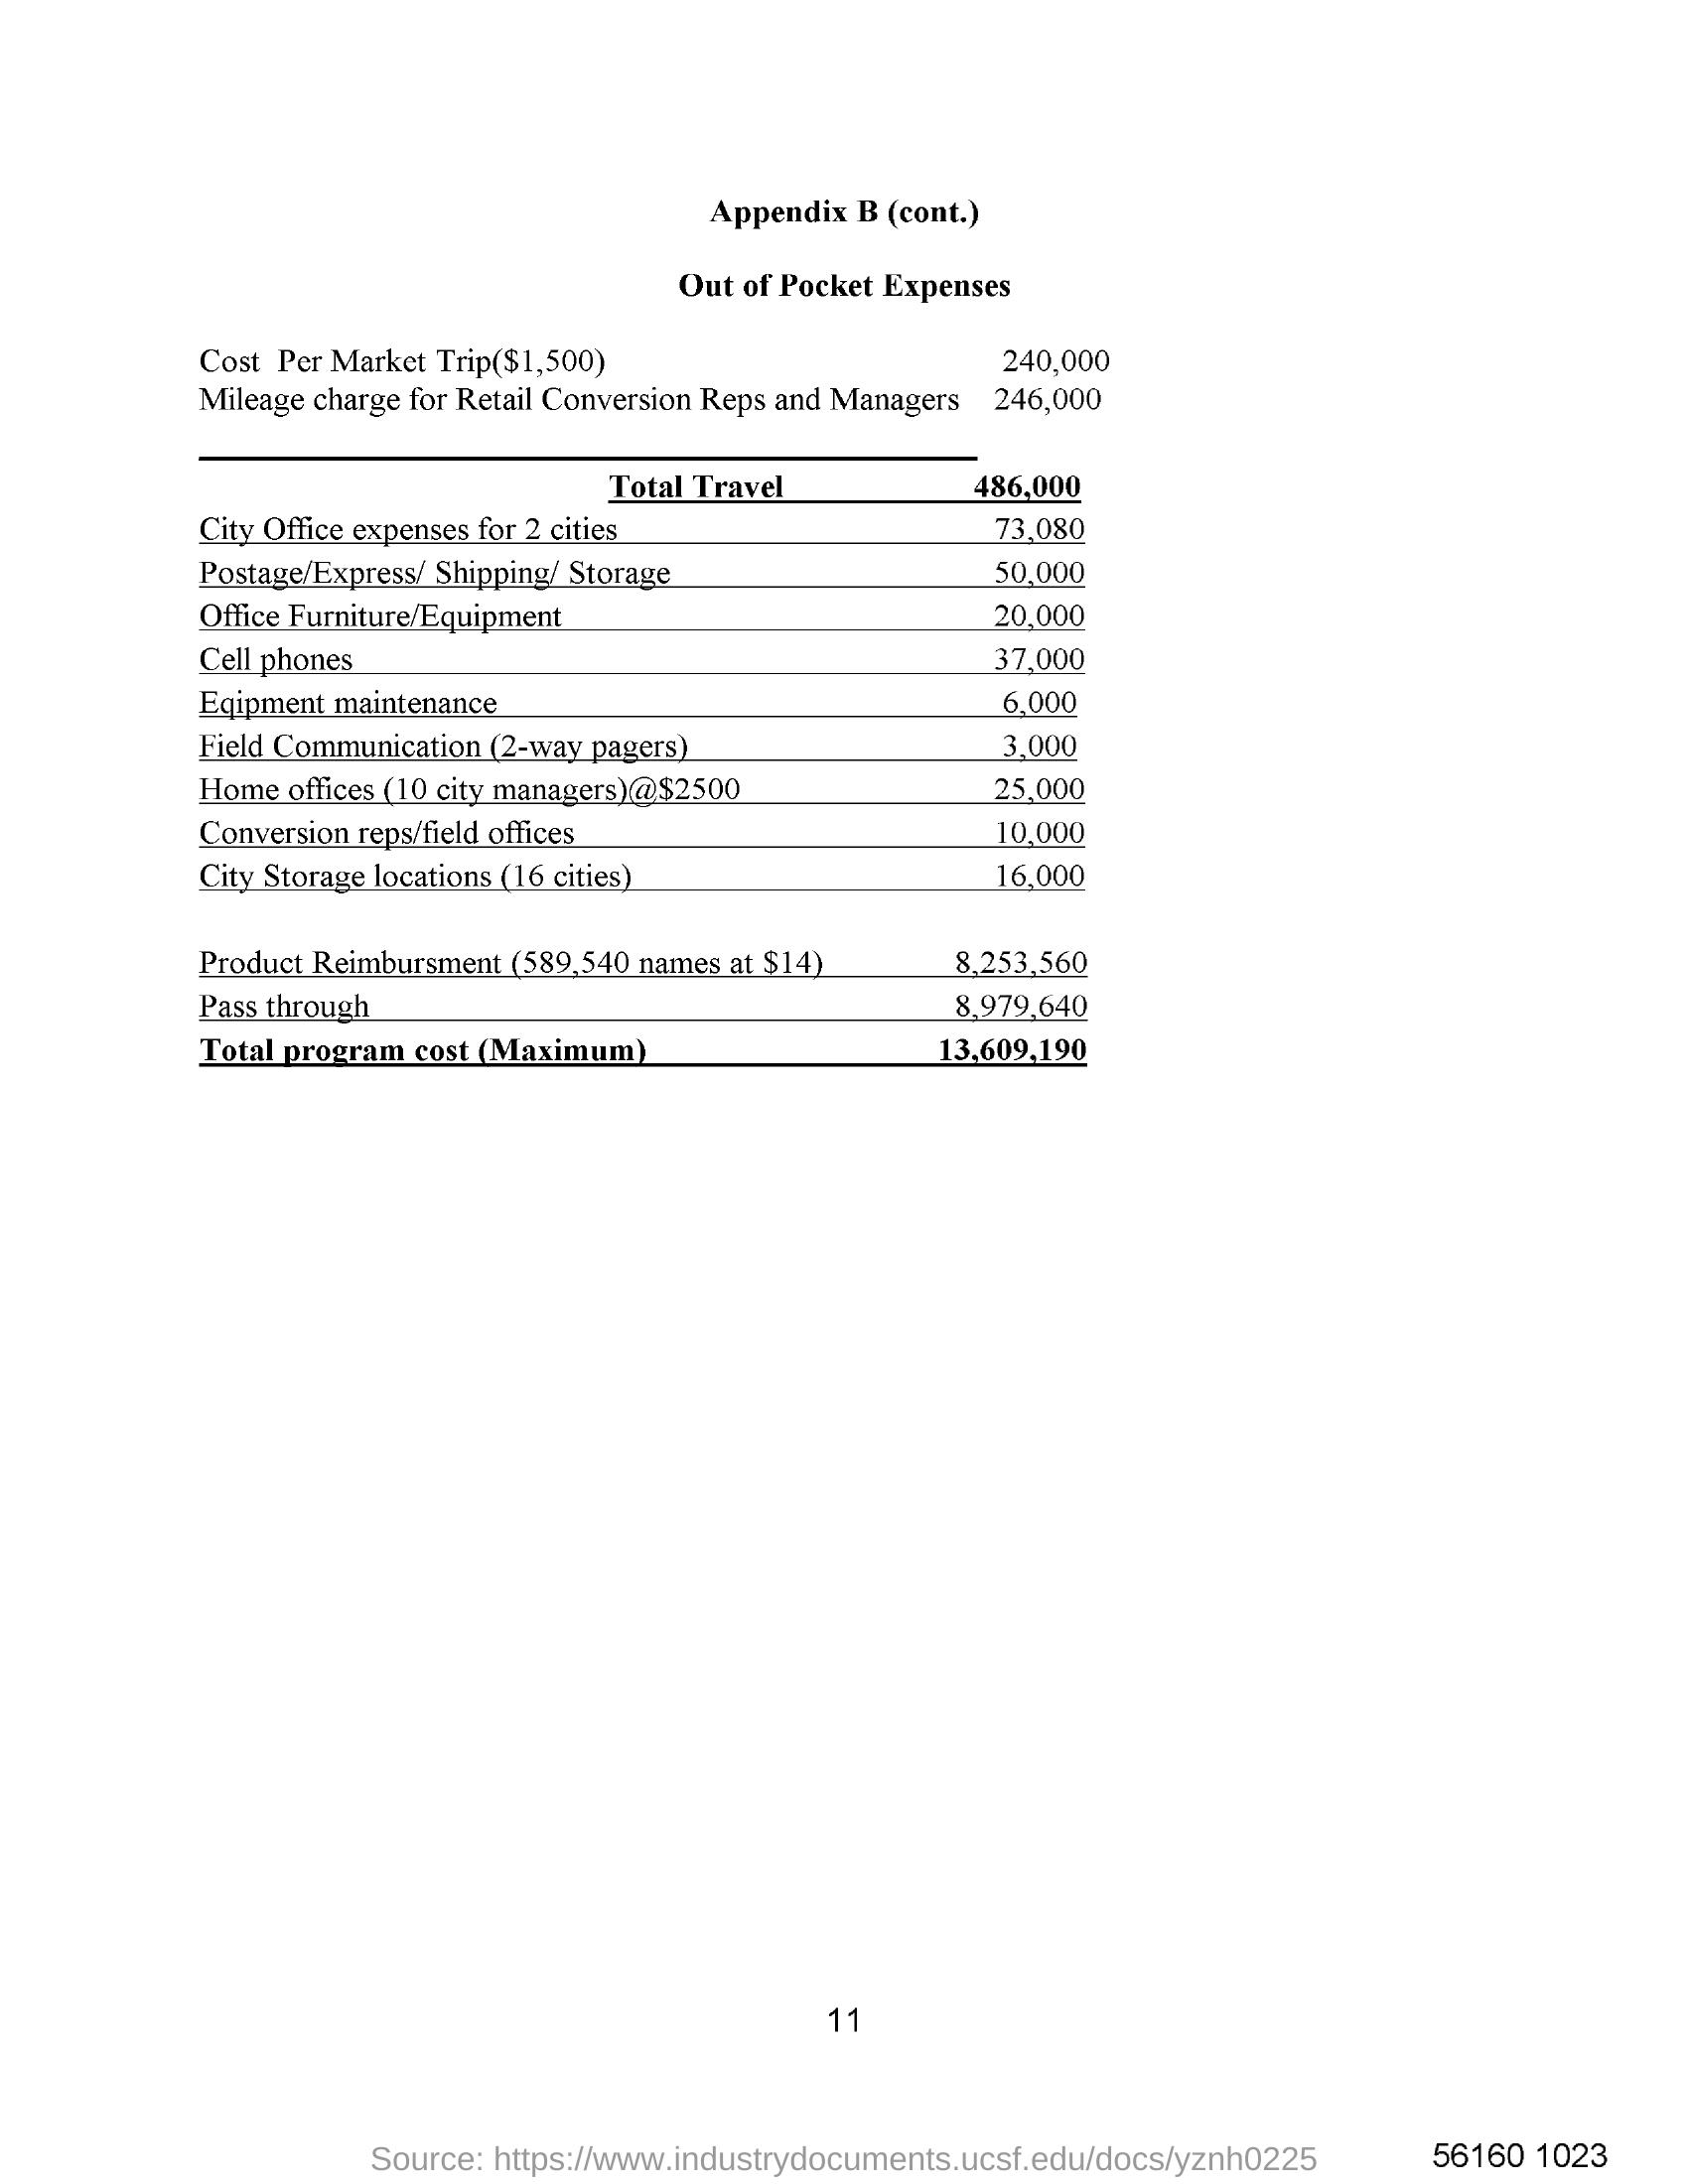 Appendix B (cont.)
Out of Pocket Expenses
Cost Per Market Trip($1,500) 240,000
Mileage charge for Retail Conversion Reps and Managers 246,000
Total Travel 486,000
City Office expenses for 2 cities 73,080
Postage/Express/ Shipping/ Storage 50,000
Office Furniture/Equipment 20,000
Cell phones 37,000
Eqipment maintenance 6,000
Field Communication (2-way pagers) 3,000
Home offices (10 city managers)@$2500 25,000
Conversion reps/field offices 10,000
City Storage locations (16 cities) 16,000
Product Reimbursment (589,540 names at $14) 8,253,560
Pass through 8,979,640
Total program cost (Maximum) 13,609,190
11
Source: https://www.industrydocuments.ucsf.edu/docs/yznh0225
56160 1023